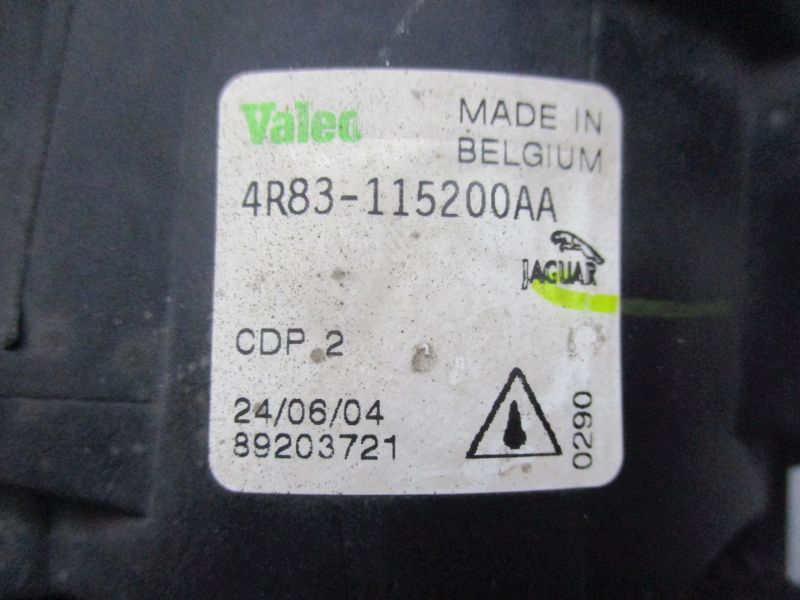 Valeo
MADE IN
BELGIUM
4R83-115200AA
JAGUAR
CDP 2
24/06/04
89203721
0290